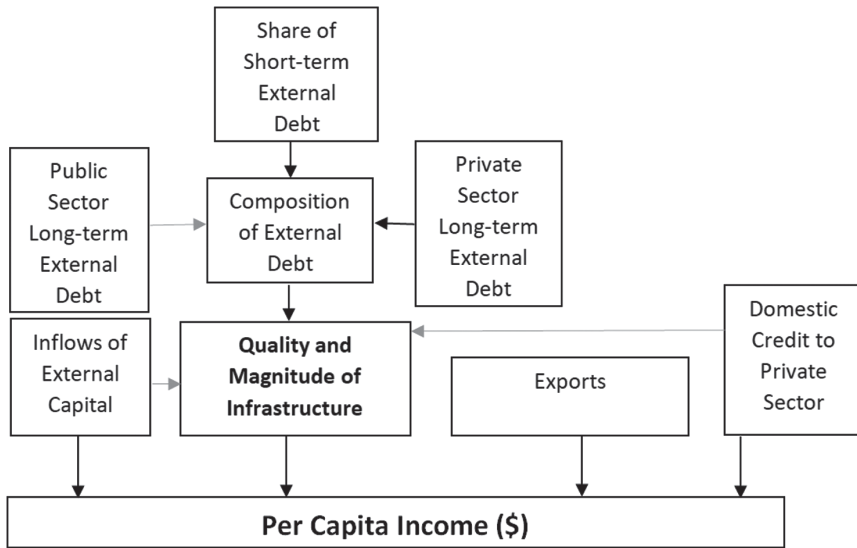 Share of
Short-term
External
Debt
Public
Sector
Long-term
External
Debt
Composition
of External
Debt
Private
Sector
Long-term
External
Debt
Inflows of
External
Capital
Quality and
Magnitude of
Infrastructure
Exports
Domestic
Credit to
Private
Sector
Per Capita Income ($)